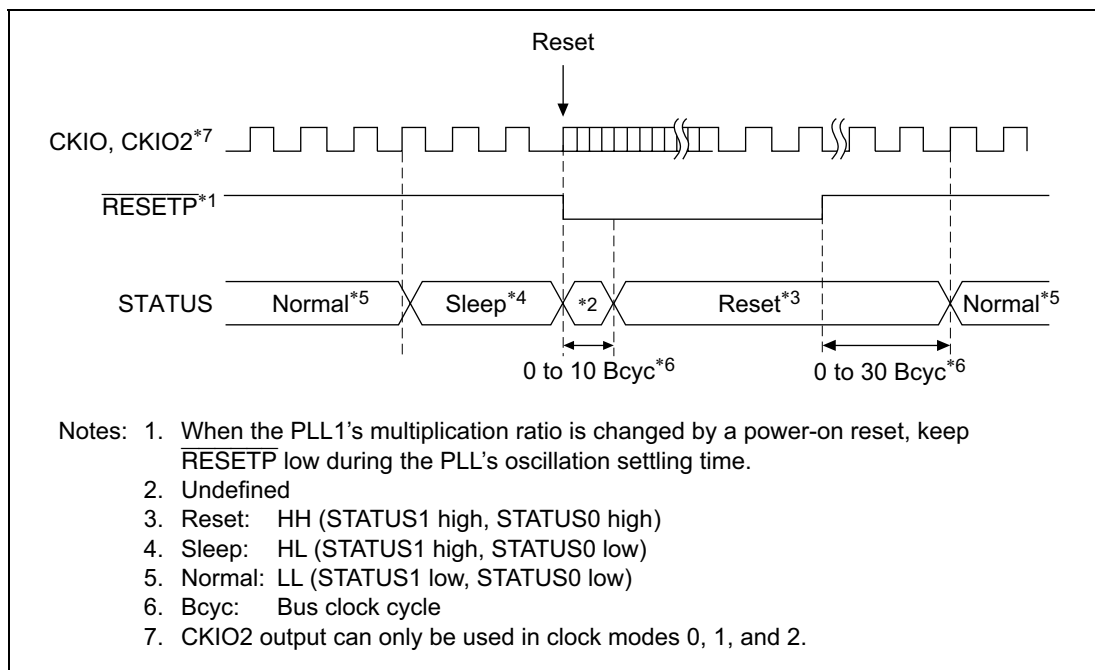 Reset
CKIO, CKIO2*7
RESETP*1
STATUS Normal*5 Sleep*4 *2 Reset*3 Normal*5
0 to 10 Bcyc*6 0 to 30 Bcyc*6
Notes: 1. When the PLL1's multiplication ratio is changed by a power-on reset, keep
RESETP low during the PLL's oscillation settling time.
2. Undefined
3. Reset: HH (STATUS1 high, STATUS0 high)
4. Sleep: HL (STATUS1 high, STATUS0 low)
5. Normal: LL (STATUS1 low, STATUS0 low)
6. Bcyc: Bus clock cycle
7. CKIO2 output can only be used in clock modes 0, 1, and 2.